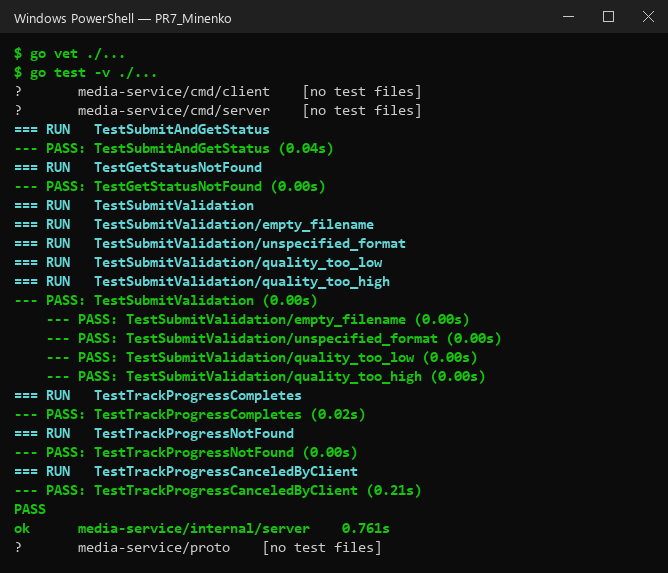 Windows PowerShell — PR7_Minenko
$ go vet ./...
$ go test -v ./...
?       media-service/cmd/client    [no test files]
?       media-service/cmd/server    [no test files]
=== RUN   TestSubmitAndGetStatus
--- PASS: TestSubmitAndGetStatus (0.04s)
=== RUN   TestGetStatusNotFound
--- PASS: TestGetStatusNotFound (0.00s)
=== RUN   TestSubmitValidation
=== RUN   TestSubmitValidation/empty_filename
=== RUN   TestSubmitValidation/unspecified_format
=== RUN   TestSubmitValidation/quality_too_low
=== RUN   TestSubmitValidation/quality_too_high
--- PASS: TestSubmitValidation (0.00s)
    --- PASS: TestSubmitValidation/empty_filename (0.00s)
    --- PASS: TestSubmitValidation/unspecified_format (0.00s)
    --- PASS: TestSubmitValidation/quality_too_low (0.00s)
    --- PASS: TestSubmitValidation/quality_too_high (0.00s)
=== RUN   TestTrackProgressCompletes
--- PASS: TestTrackProgressCompletes (0.02s)
=== RUN   TestTrackProgressNotFound
--- PASS: TestTrackProgressNotFound (0.00s)
=== RUN   TestTrackProgressCanceledByClient
--- PASS: TestTrackProgressCanceledByClient (0.21s)
PASS
ok      media-service/internal/server    0.761s
?       media-service/proto    [no test files]